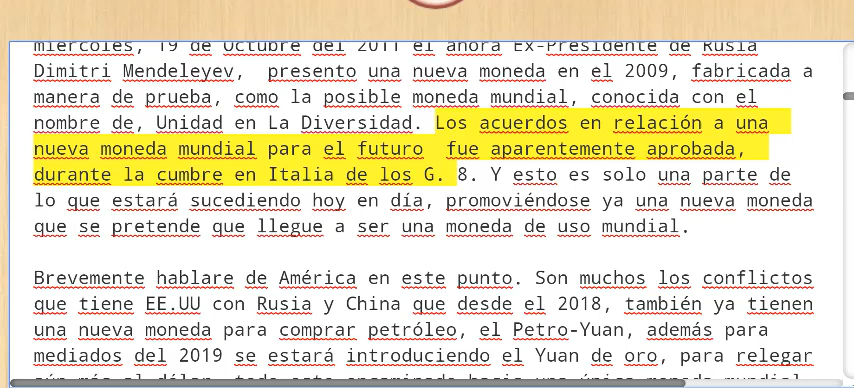 miércoles, 19 de Octubre del 2011 el ahora Ex-Presidente de Rusia
Dimitri Mendeleyev,  presento una nueva moneda en el 2009, fabricada a
manera de prueba, como la posible moneda mundial, conocida con el
nombre de, Unidad en La Diversidad. Los acuerdos en relación a una
nueva moneda mundial para el futuro  fue aparentemente aprobada,
durante la cumbre en Italia de los G. 8. Y esto es solo una parte de
lo que estará sucediendo hoy en día, promoviéndose ya una nueva moneda
que se pretende que llegue a ser una moneda de uso mundial.
Brevemente hablare de América en este punto. Son muchos los conflictos
que tiene EE.UU con Rusia y China que desde el 2018, también ya tienen
una nueva moneda para comprar petróleo, el Petro-Yuan, además para
mediados del 2019 se estará introduciendo el Yuan de oro, para relegar